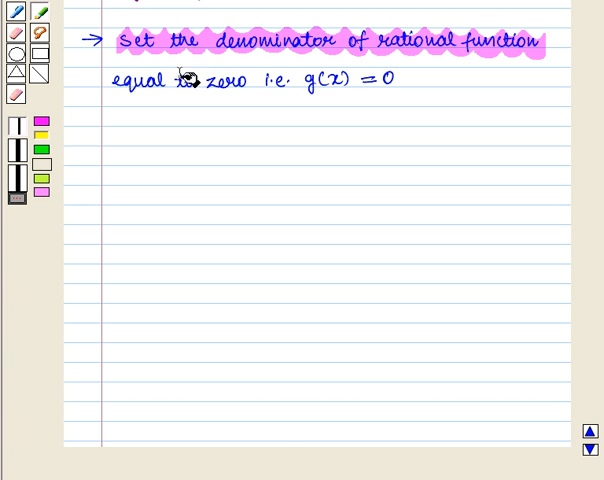 → Set the denominator of rational function
equal to zero i.e. g(x) = 0